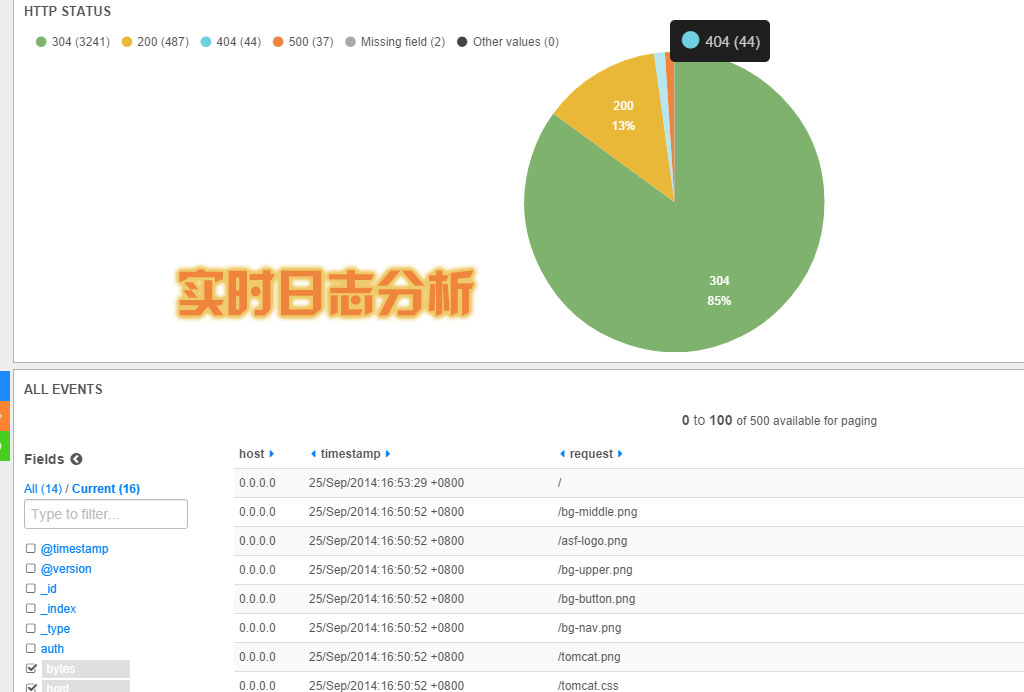 HTTP STATUS
304 (3241) 200 (487) 404 (44) 500 (37) Missing field (2) Other values (0)
404 (44)
200
13%
304
85%
实时日志分析
ALL EVENTS
0 to 100 of 500 available for paging
Fields
All (14) / Current (16)
Type to filter...
@timestamp
@version
_id
_index
_type
auth
bytes
host
host timestamp request
0.0.0.0 25/Sep/2014:16:53:29 +0800 /
0.0.0.0 25/Sep/2014:16:50:52 +0800 /bg-middle.png
0.0.0.0 25/Sep/2014:16:50:52 +0800 /asf-logo.png
0.0.0.0 25/Sep/2014:16:50:52 +0800 /bg-upper.png
0.0.0.0 25/Sep/2014:16:50:52 +0800 /bg-button.png
0.0.0.0 25/Sep/2014:16:50:52 +0800 /bg-nav.png
0.0.0.0 25/Sep/2014:16:50:52 +0800 /tomcat.png
0.0.0.0 25/Sep/2014:16:50:52 +0800 /tomcat.css